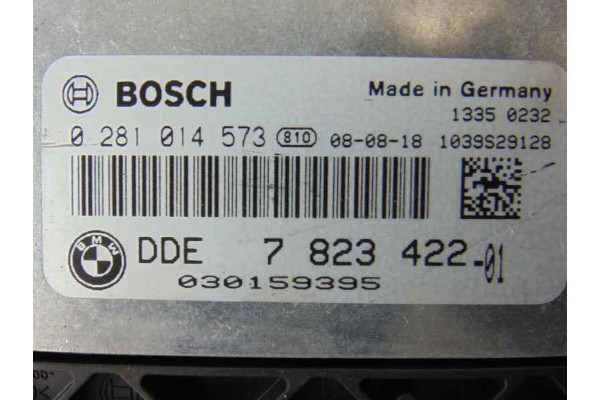 BOSCH Made in Germany
1335 0232
0 281 014 573 810 08-08-18 1039S29128
BMW DDE 7 823 422-01
030159395